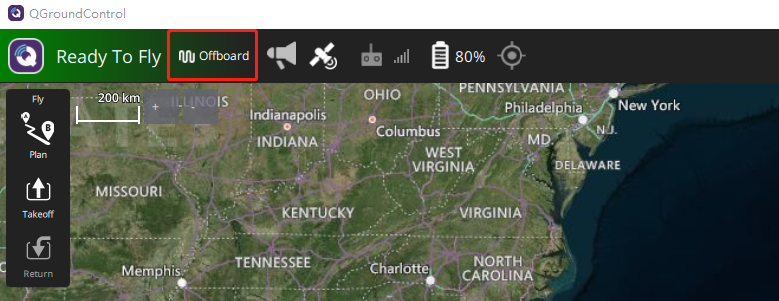 QGroundControl
Ready To Fly
Offboard
80%
Fly
200 km
+
-
ILLINOIS
OHIO
PENNSYLVANIA
New York
Plan
Indianapolis
Philadelphia
INDIANA
Columbus
MD.
N.J.
WEST
VIRGINIA
DELAWARE
MISSOURI
Takeoff
KENTUCKY
VIRGINIA
Return
Memphis
TENNESSEE
Charlotte
NORTH
CAROLINA